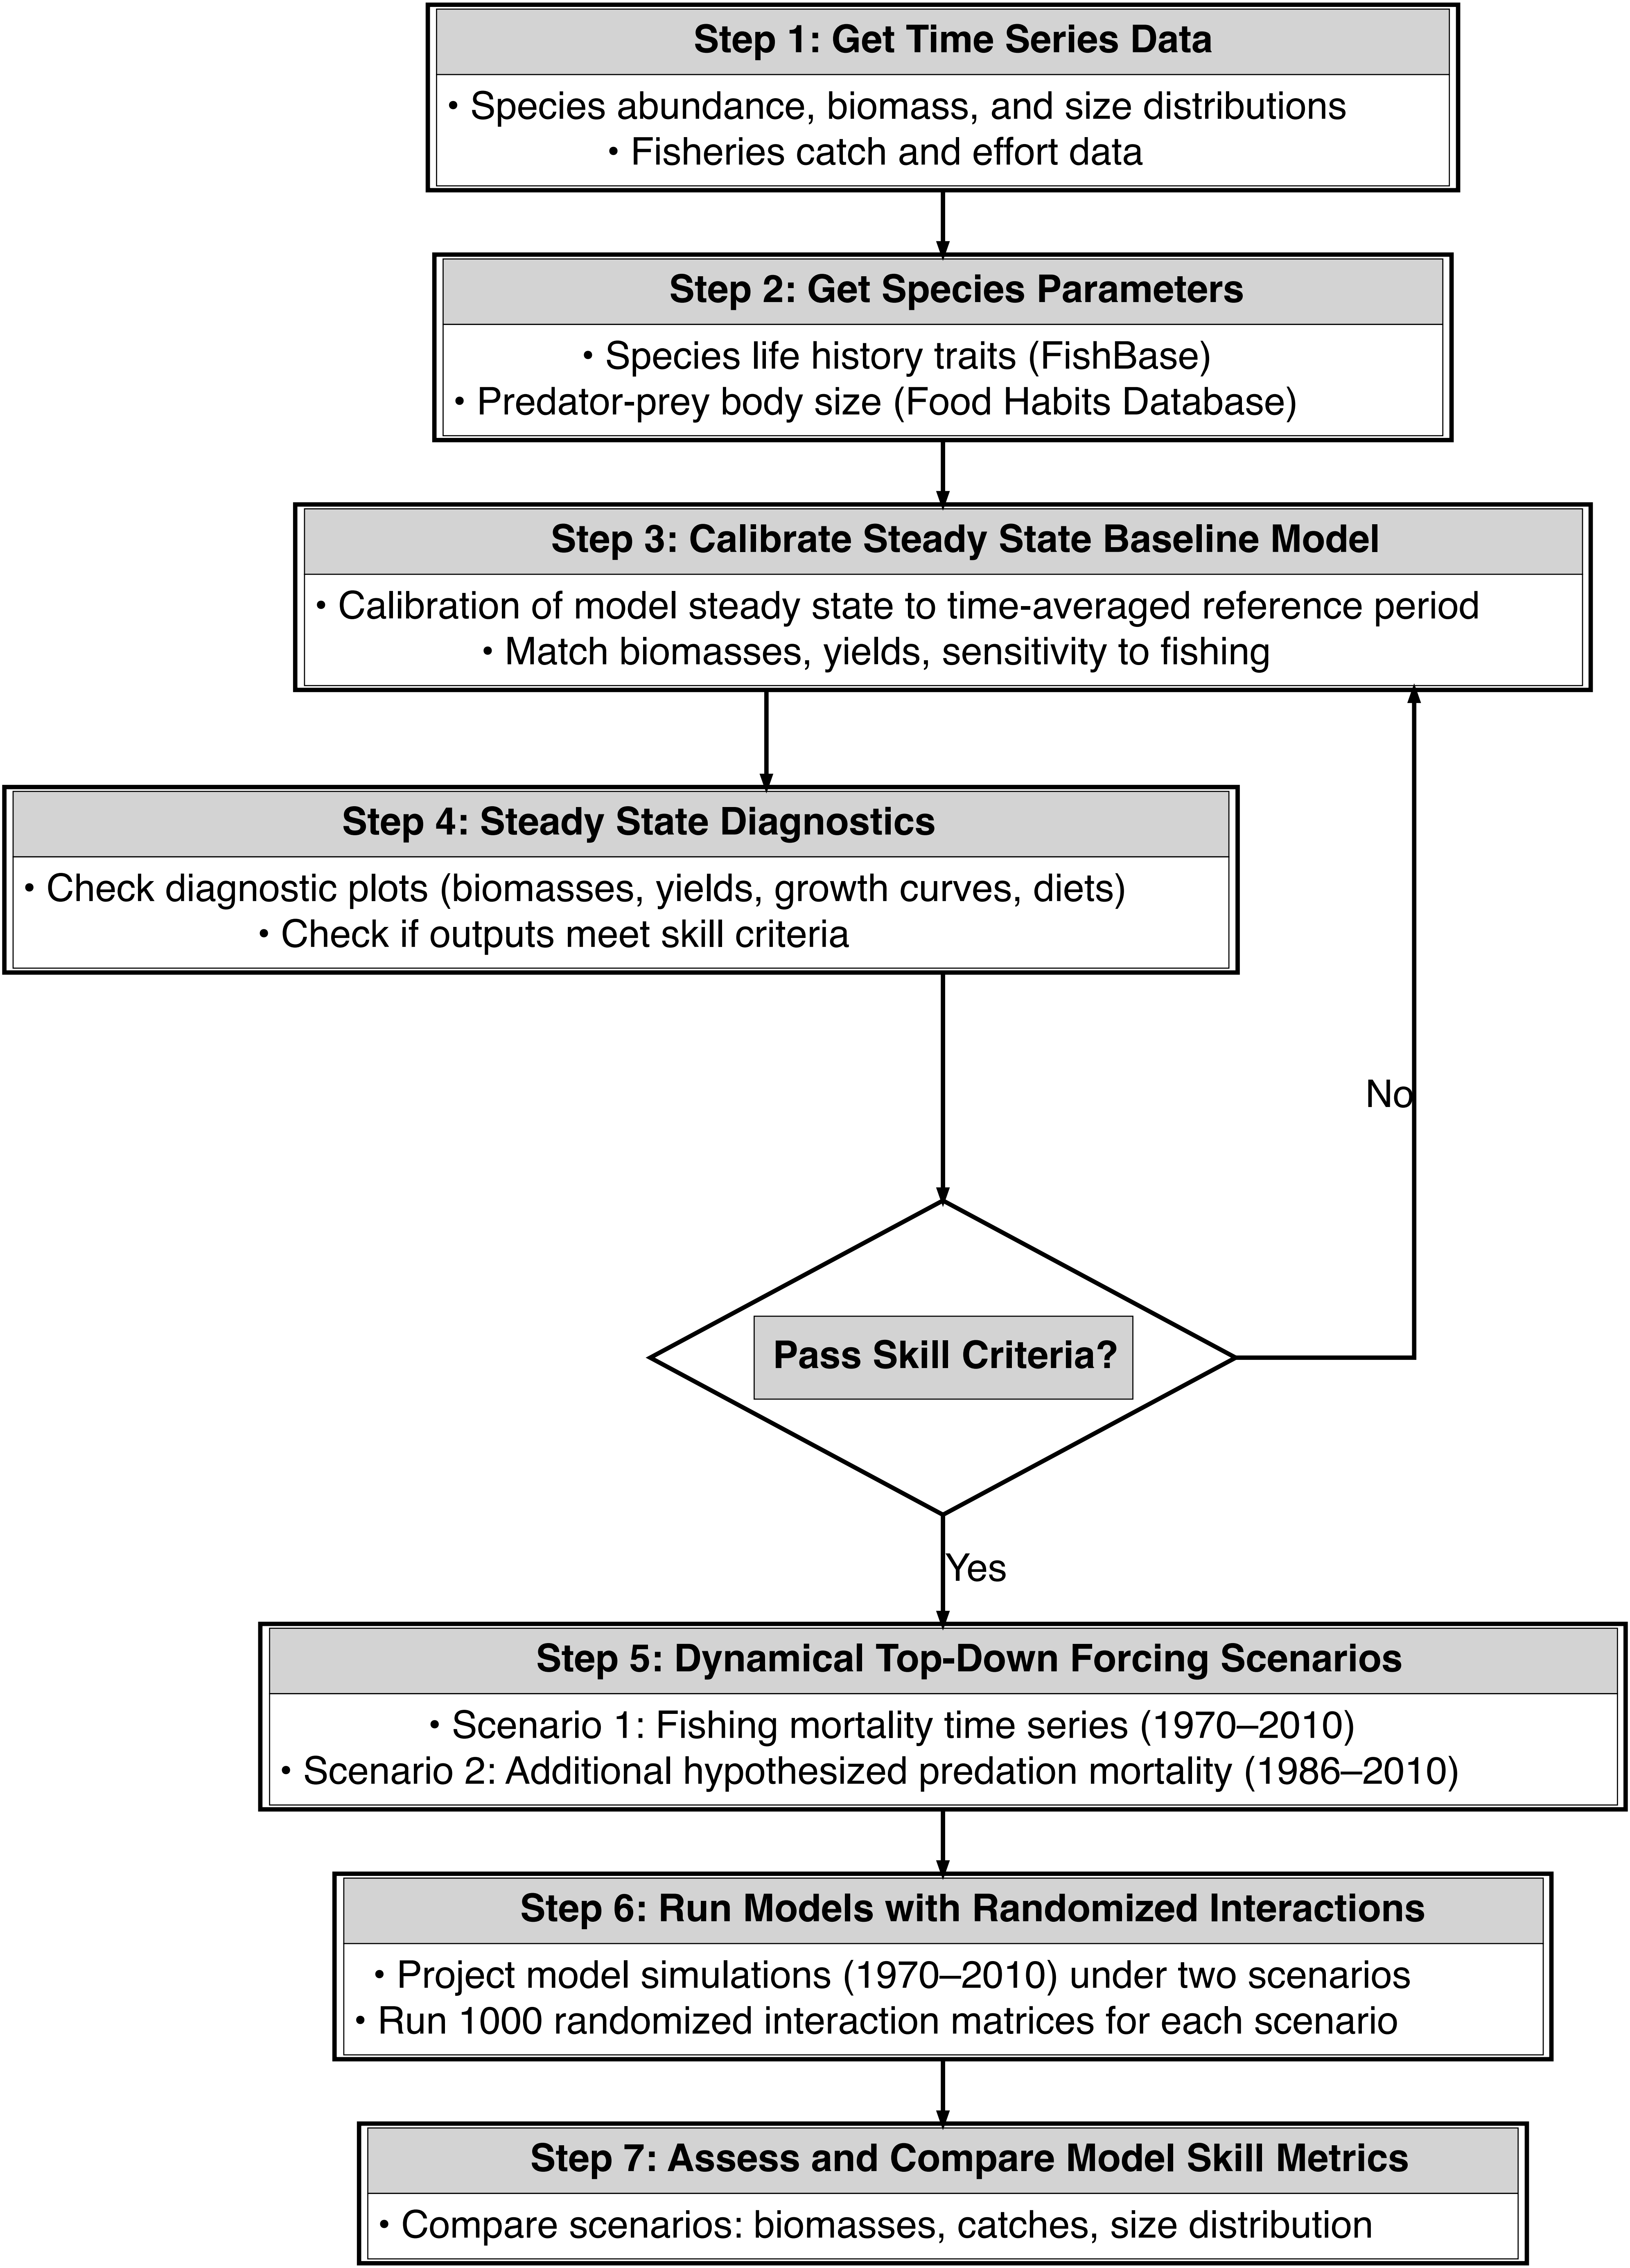 Step 1: Get Time Series Data
• Species abundance, biomass, and size distributions
• Fisheries catch and effort data
Step 2: Get Species Parameters
• Species life history traits (FishBase)
• Predator-prey body size (Food Habits Database)
Step 3: Calibrate Steady State Baseline Model
• Calibration of model steady state to time-averaged reference period
• Match biomasses, yields, sensitivity to fishing
Step 4: Steady State Diagnostics
• Check diagnostic plots (biomasses, yields, growth curves, diets)
• Check if outputs meet skill criteria
No
Pass Skill Criteria?
Yes
Step 5: Dynamical Top-Down Forcing Scenarios
• Scenario 1: Fishing mortality time series (1970–2010)
• Scenario 2: Additional hypothesized predation mortality (1986–2010)
Step 6: Run Models with Randomized Interactions
• Project model simulations (1970–2010) under two scenarios
• Run 1000 randomized interaction matrices for each scenario
Step 7: Assess and Compare Model Skill Metrics
• Compare scenarios: biomasses, catches, size distribution